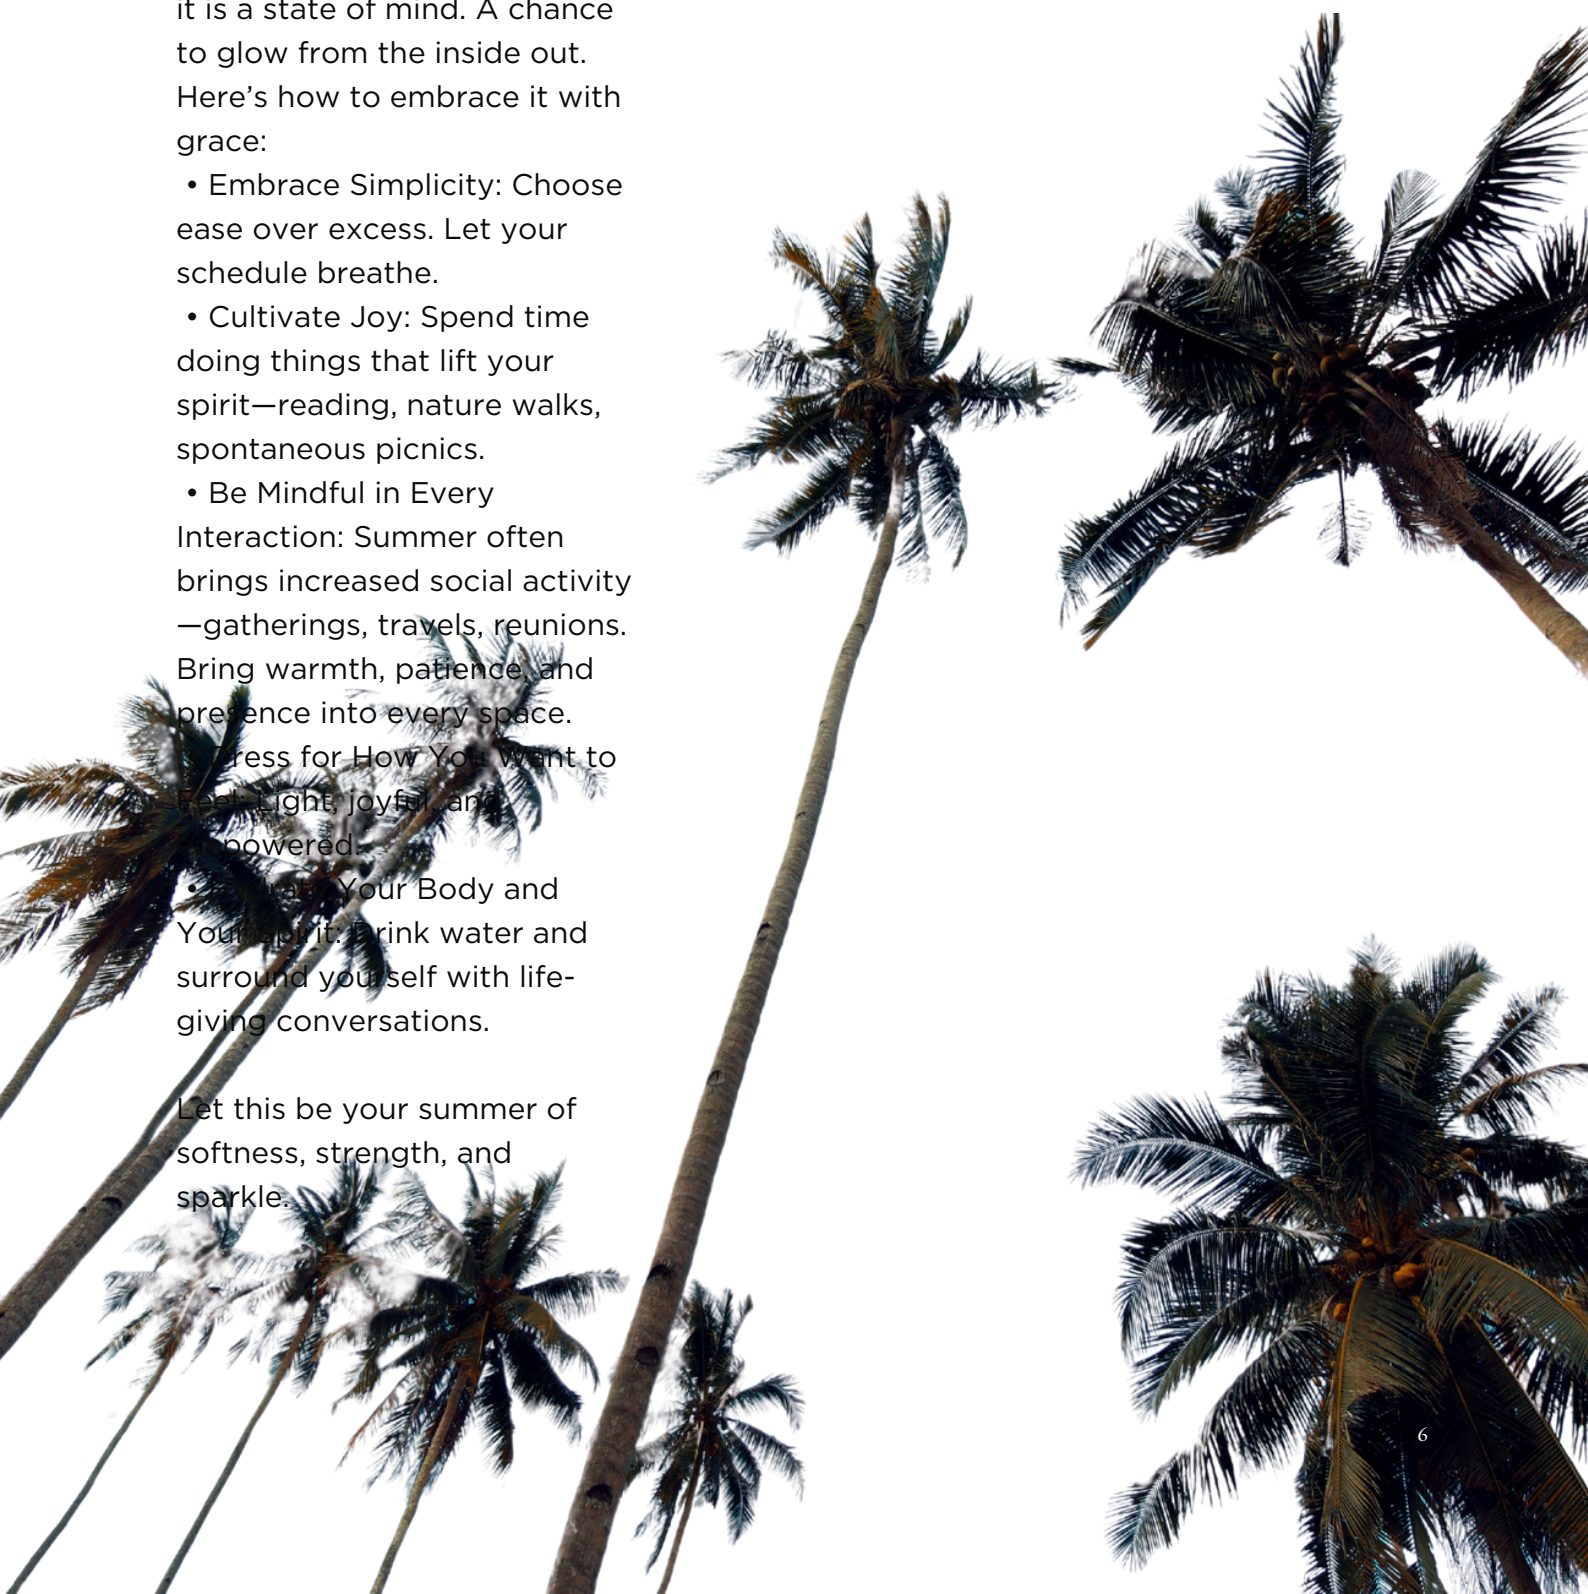 it is a state of mind. A chance
to glow from the inside out.
Here’s how to embrace it with
grace:
• Embrace Simplicity: Choose
ease over excess. Let your
schedule breathe.
• Cultivate Joy: Spend time
doing things that lift your
spirit—reading, nature walks,
spontaneous picnics.
• Be Mindful in Every
Interaction: Summer often
brings increased social activity
—gatherings, travels, reunions.
Bring warmth, patience, and
presence into every space.
Dress for How You Want to
Feel: Light, joyful, and
empowered.
• Hydrate Your Body and
Your Spirit: Drink water and
surround yourself with life-
giving conversations.
Let this be your summer of
softness, strength, and
sparkle.
6